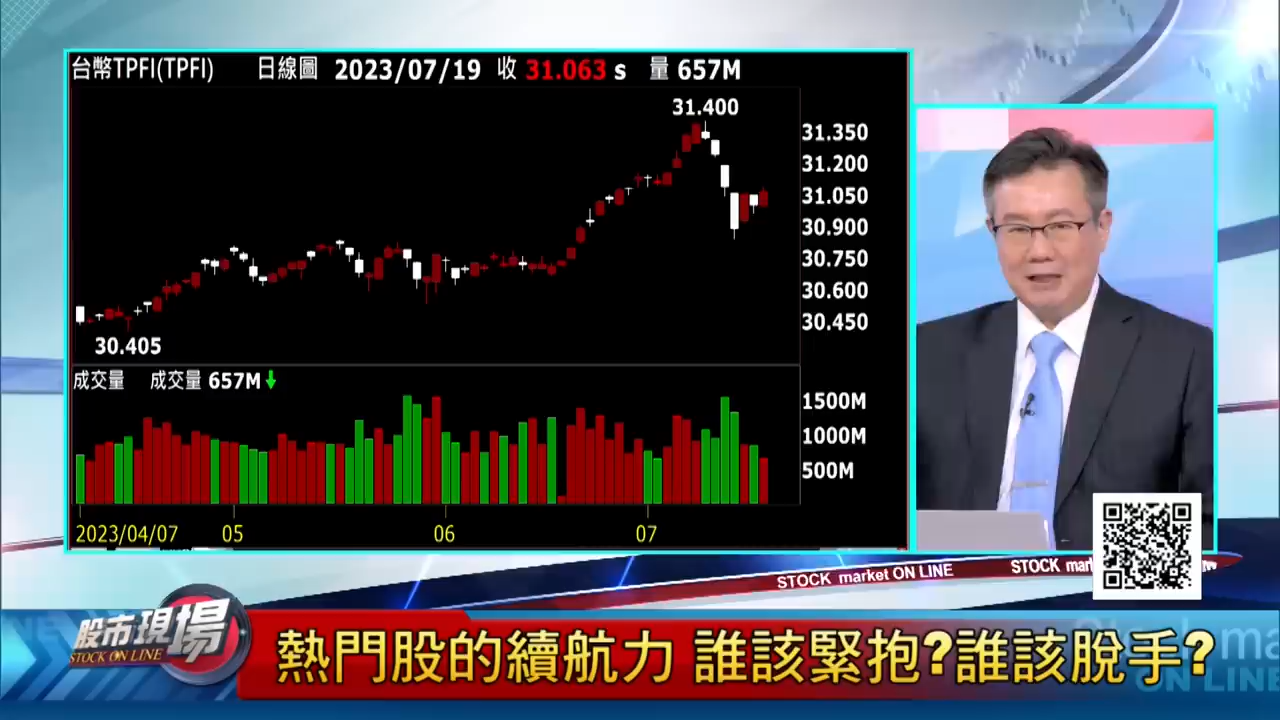 台幣TPFI(TPFI) 日線圖 2023/07/19 收 31.063 s 量 657M
31.400
31.350
31.200
31.050
30.900
30.750
30.600
30.450
30.405
成交量 成交量 657M↓
1500M
1000M
500M
2023/04/07 05 06 07
STOCK market ON LINE
STOCK
股市現場
STOCK ON LINE
熱門股的續航力 誰該緊抱?誰該脫手?
ON LINE